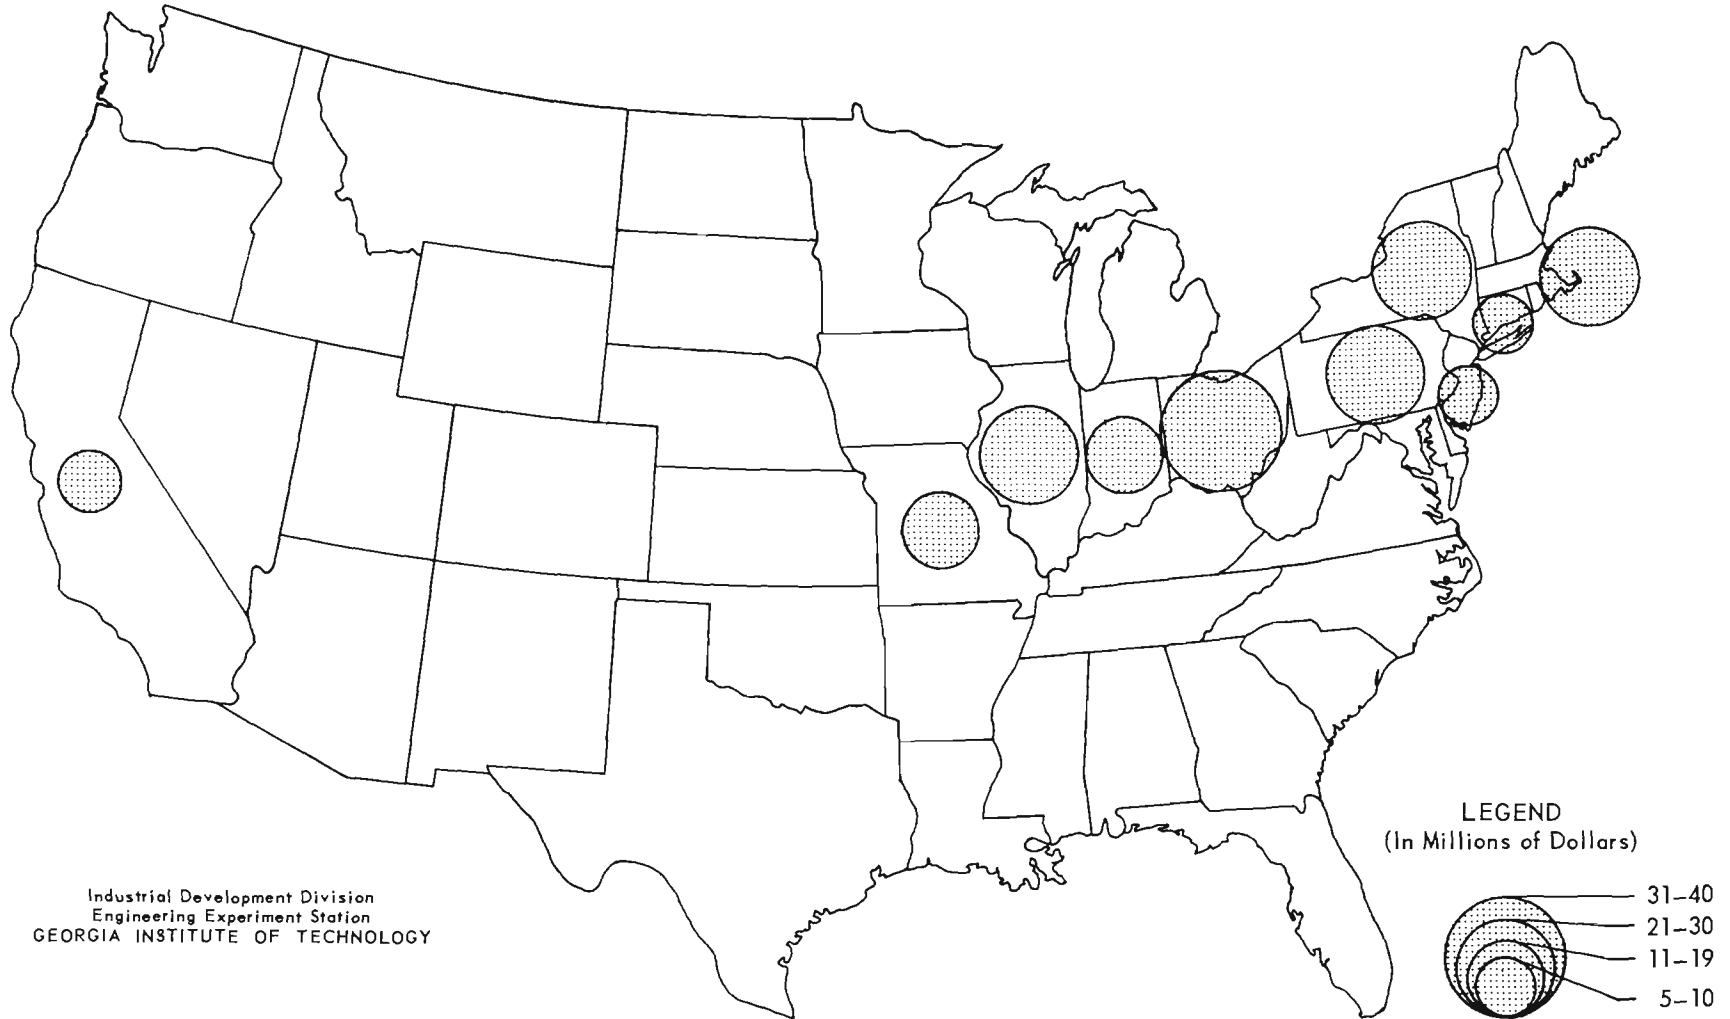 LEGEND
(In Millions of Dollars)
31–40
21–30
11–19
5–10
Industrial Development Division
Engineering Experiment Station
GEORGIA INSTITUTE OF TECHNOLOGY